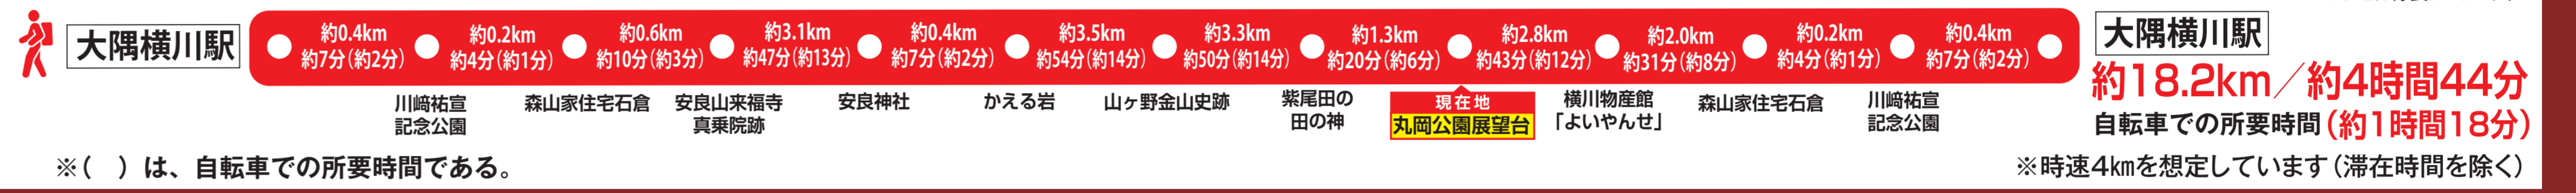 大隅横川駅
約0.4km
約7分(約2分)
約0.2km
約4分(約1分)
約0.6km
約10分(約3分)
約3.1km
約47分(約13分)
約0.4km
約7分(約2分)
約3.5km
約54分(約14分)
約3.3km
約50分(約14分)
約1.3km
約20分(約6分)
約2.8km
約43分(約12分)
約2.0km
約31分(約8分)
約0.2km
約4分(約1分)
約0.4km
約7分(約2分)
大隅横川駅
川﨑祐宣
記念公園
森山家住宅石倉
安良山来福寺
真乗院跡
安良神社
かえる岩
山ヶ野金山史跡
紫尾田の
田の神
現在地
丸岡公園展望台
横川物産館
「よいやんせ」
森山家住宅石倉
川﨑祐宣
記念公園
約18.2km／約4時間44分
自転車での所要時間(約1時間18分)
※(　)は、自転車での所要時間である。
※時速4㎞を想定しています(滞在時間を除く)